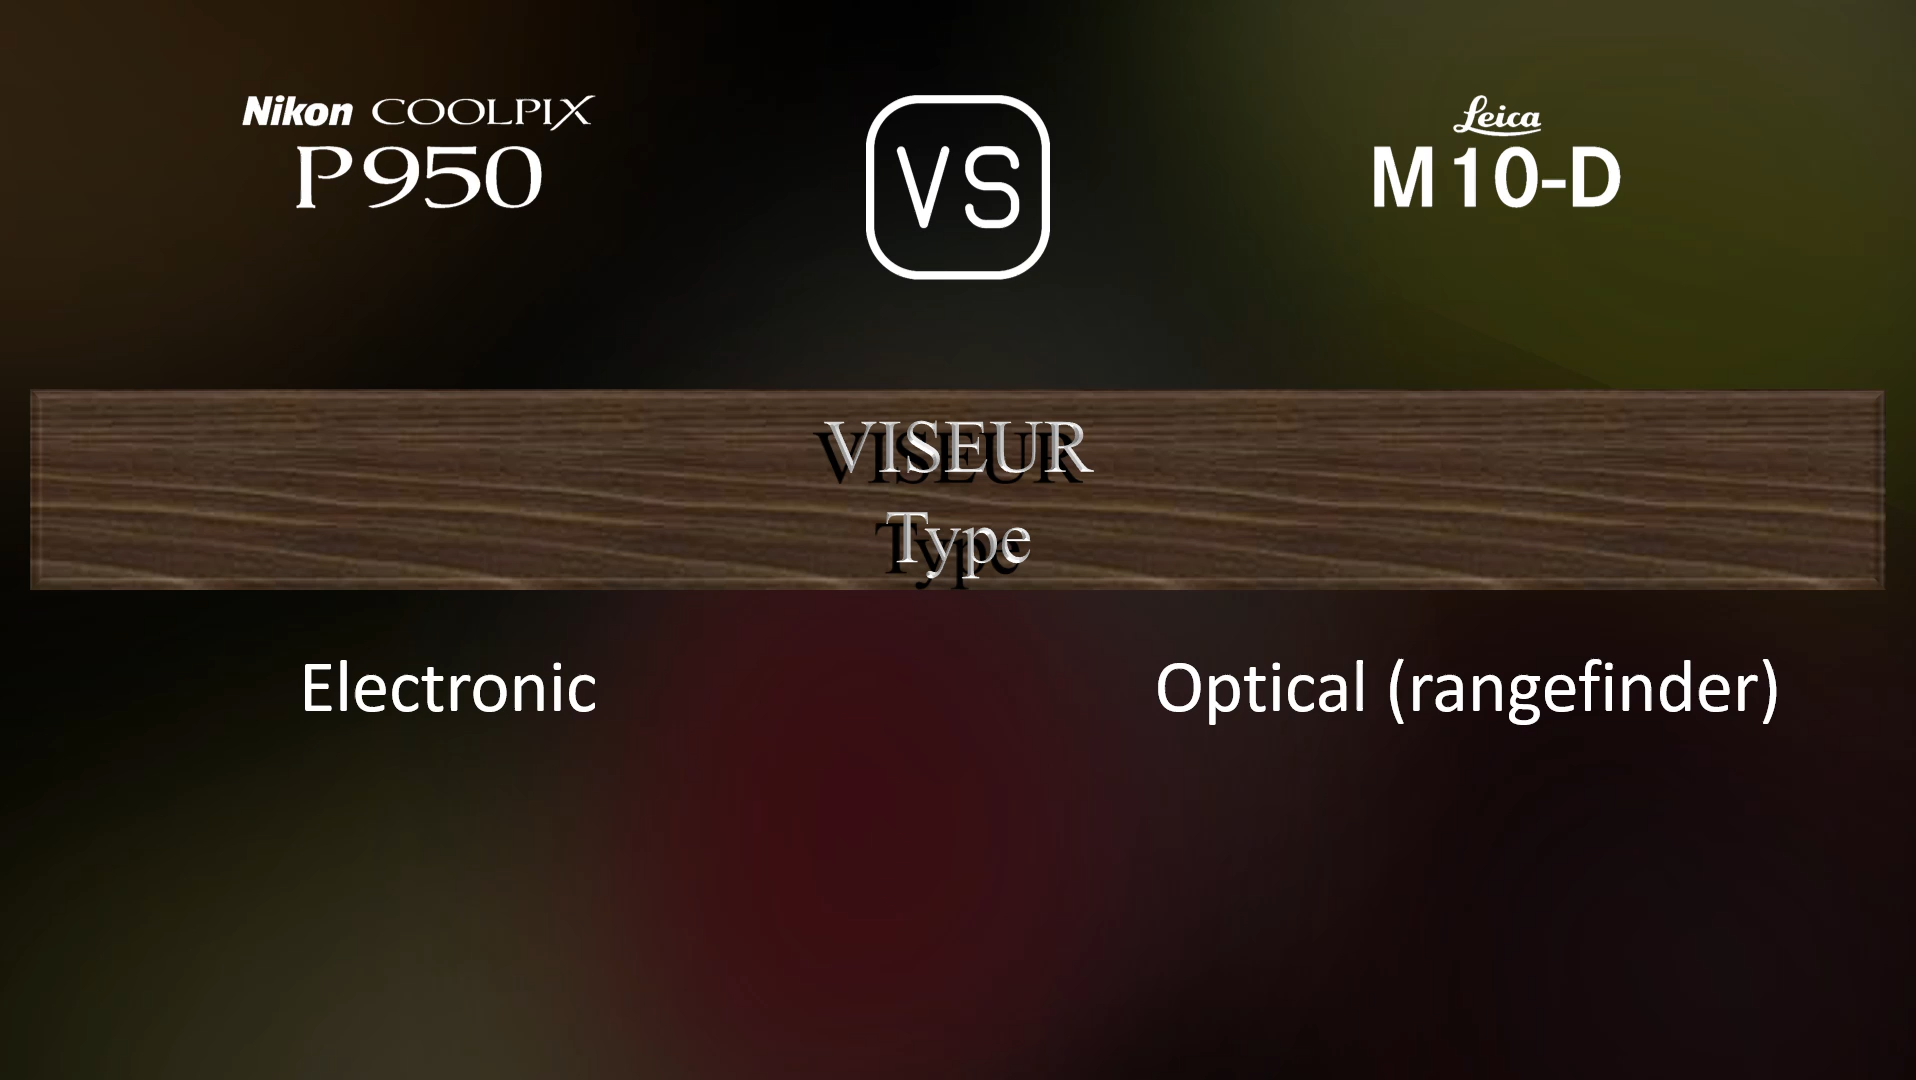 Nikon COOLPIX
P950
VS
Leica
M10-D
VISEUR
Type
Electronic
Optical (rangefinder)